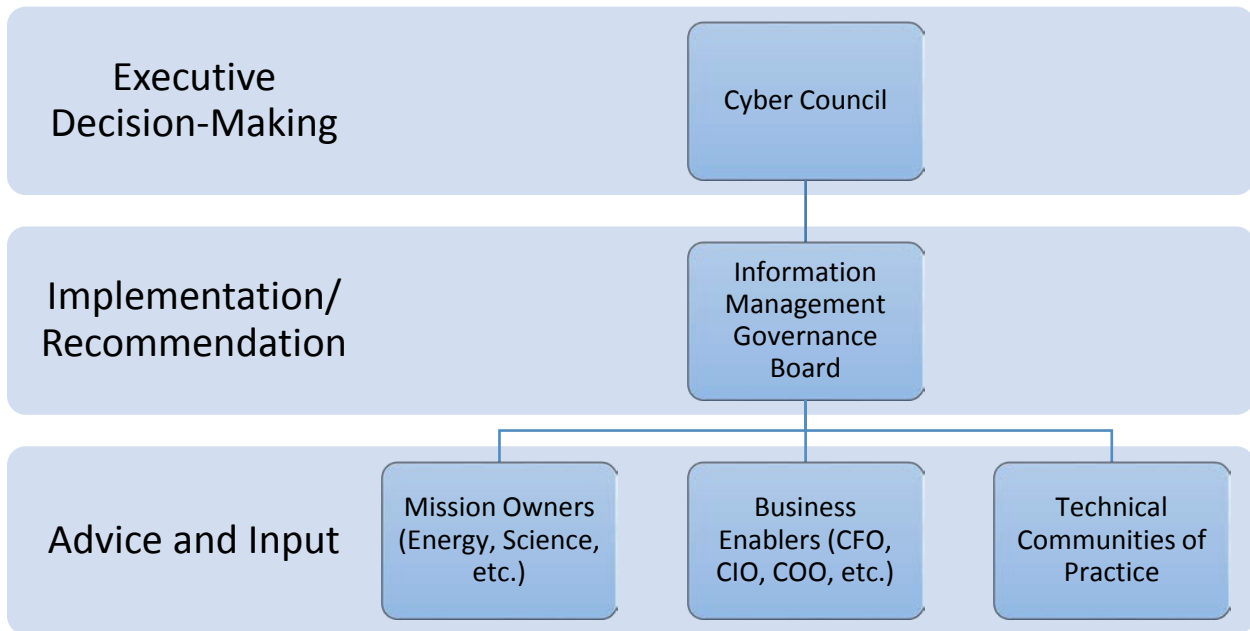 Executive
Decision-Making
Cyber Council
Implementation/
Recommendation
Information
Management
Governance
Board
Advice and Input
Mission Owners
(Energy, Science,
etc.)
Business
Enablers (CFO,
CIO, COO, etc.)
Technical
Communities of
Practice